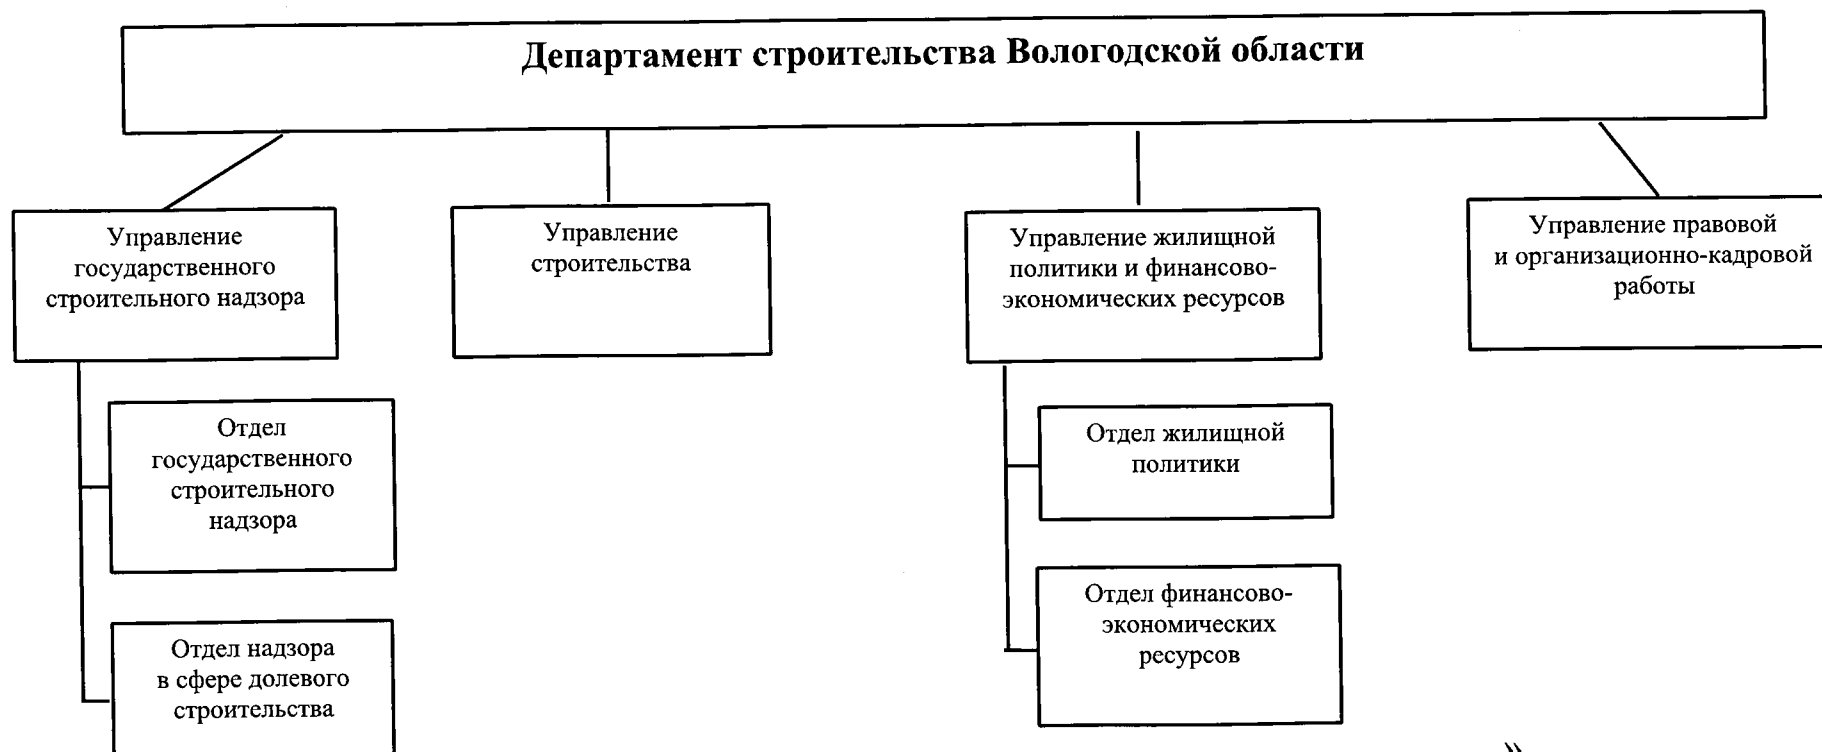 Департамент строительства Вологодской области
Управление
государственного
строительного надзора
Управление
строительства
Управление жилищной
политики и финансово-
экономических ресурсов
Управление правовой
и организационно-кадровой
работы
Отдел
государственного
строительного
надзора
Отдел жилищной
политики
Отдел финансово-
экономических
ресурсов
Отдел надзора
в сфере долевого
строительства
»